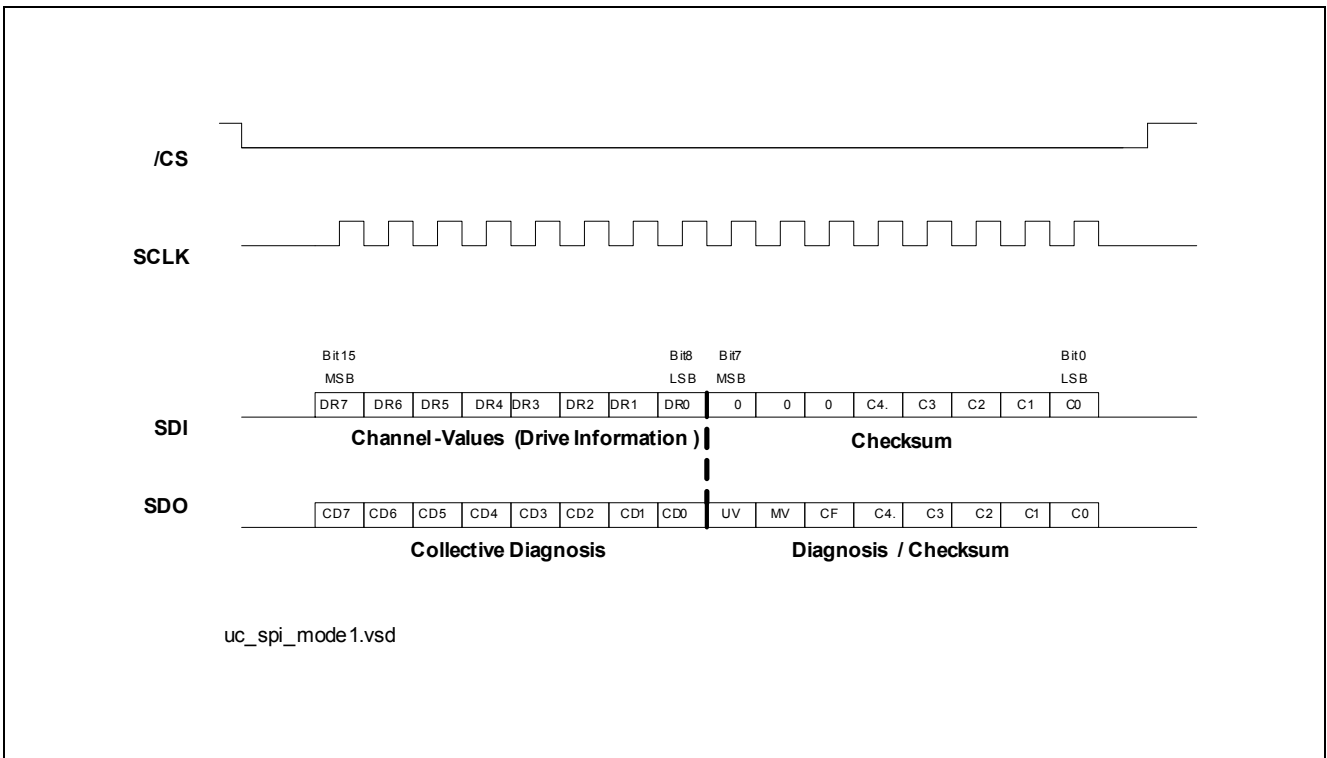 /CS
SCLK
Bit15 Bit8 Bit7 Bit0
MSB LSB MSB LSB
DR7 DR6 DR5 DR4 DR3 DR2 DR1 DR0 0 0 0 C4. C3 C2 C1 C0
SDI
Channel-Values (Drive Information ) Checksum
SDO
CD7 CD6 CD5 CD4 CD3 CD2 CD1 CD0 UV MV CF C4. C3 C2 C1 C0
Collective Diagnosis Diagnosis / Checksum
uc_spi_mode1.vsd